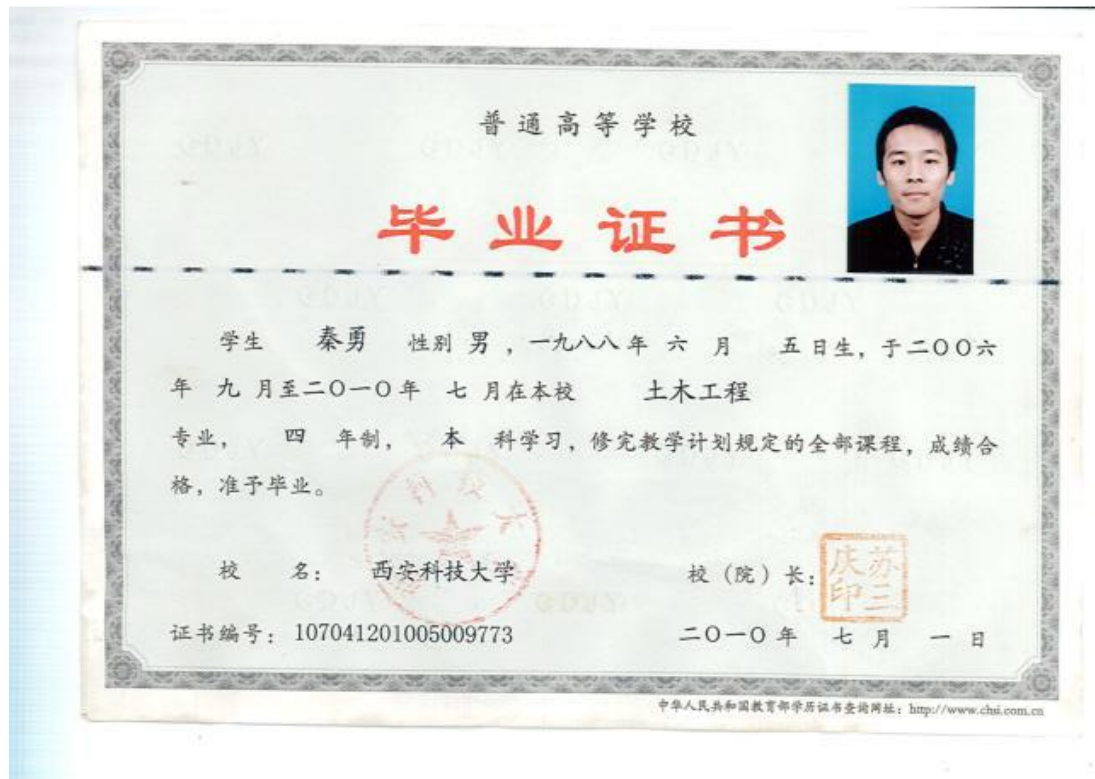 普通高等学校
毕业证书
学生 秦勇 性别 男，一九八八年 六 月 五日生，于二〇〇六
年 九 月至二〇一〇年 七 月在本校 土木工程
专业， 四 年制， 本 科学习，修完教学计划规定的全部课程，成绩合
格，准予毕业。
校 名： 西安科技大学
校（院）长：
苏三庆印
证书编号：107041201005009773
二〇一〇年 七 月 一 日
中华人民共和国教育部学历证书查询网址：http://www.chsi.com.cn